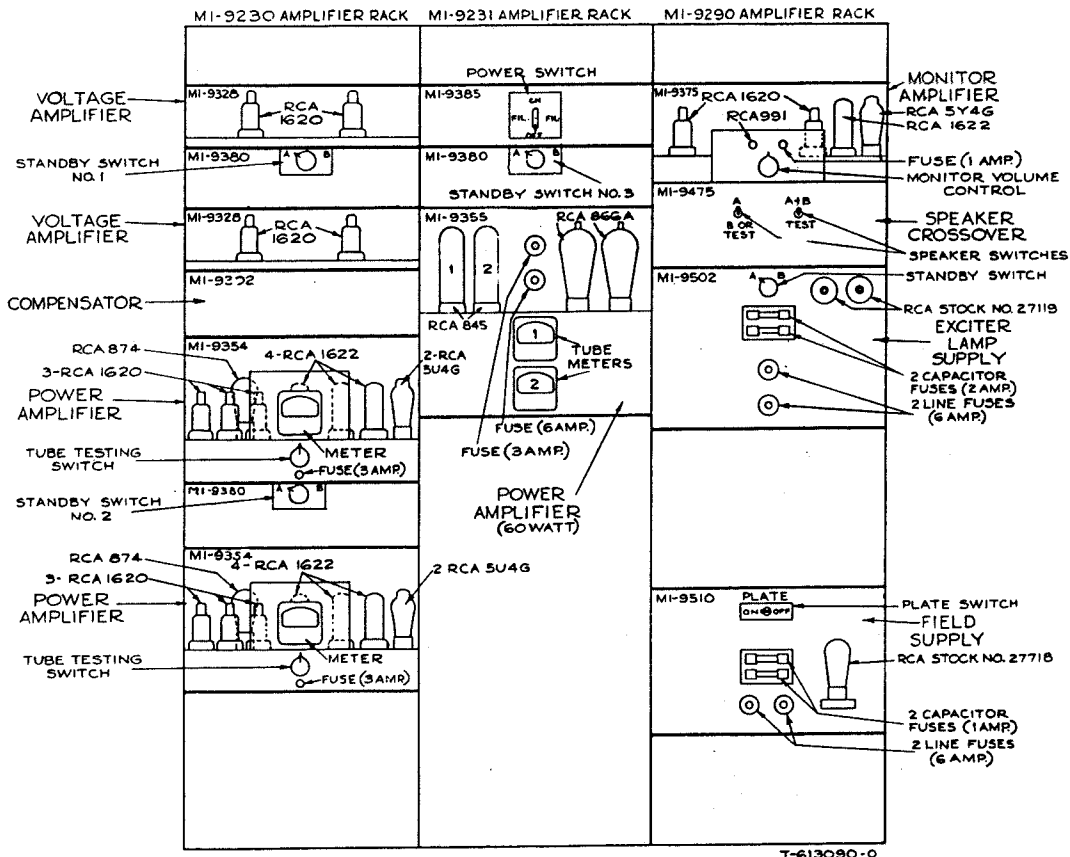 MI-9230 AMPLIFIER RACK
MI-9231 AMPLIFIER RACK
MI-9290 AMPLIFIER RACK
VOLTAGE
AMPLIFIER
MI-9328
RCA
1620
STANDBY SWITCH
NO. 1
MI-9380
A B
VOLTAGE
AMPLIFIER
MI-9328
RCA
1620
COMPENSATOR
RCA 874
3-RCA 1620
POWER
AMPLIFIER
MI-9354
4-RCA 1622
2-RCA
5U4G
TUBE TESTING
SWITCH
METER
FUSE (3 AMP.)
STANDBY SWITCH
NO. 2
MI-9380
A B
RCA 874
3- RCA 1620
POWER
AMPLIFIER
MI-9354
4-RCA 1622
2 RCA 5U4G
TUBE TESTING
SWITCH
METER
FUSE (3 AMP.)
POWER SWITCH
MI-9385
ON
FIL. FIL.
OFF
MI-9380
A B
STANDBY SWITCH NO. 3
MI-9355
RCA 866A
1 2
RCA 845
1
TUBE
METERS
2
FUSE (6 AMP.)
FUSE (3 AMP.)
POWER
AMPLIFIER
(60 WATT)
MONITOR
AMPLIFIER
MI-9375
RCA 1620
RCA 5Y4G
RCA 1622
RCA 991
FUSE (1 AMP.)
MONITOR VOLUME
CONTROL
MI-9475
A
B OR
TEST
A+B
TEST
SPEAKER
CROSSOVER
SPEAKER SWITCHES
MI-9502
A B
STANDBY SWITCH
RCA STOCK NO. 27119
EXCITER
LAMP
SUPPLY
2 CAPACITOR
FUSES (2 AMP.)
2 LINE FUSES
(6 AMP.)
MI-9510
PLATE
ON OFF
PLATE SWITCH
FIELD
SUPPLY
RCA STOCK NO. 27718
2 CAPACITOR
FUSES (1 AMP.)
2 LINE FUSES
(6 AMP.)
T-613090-0